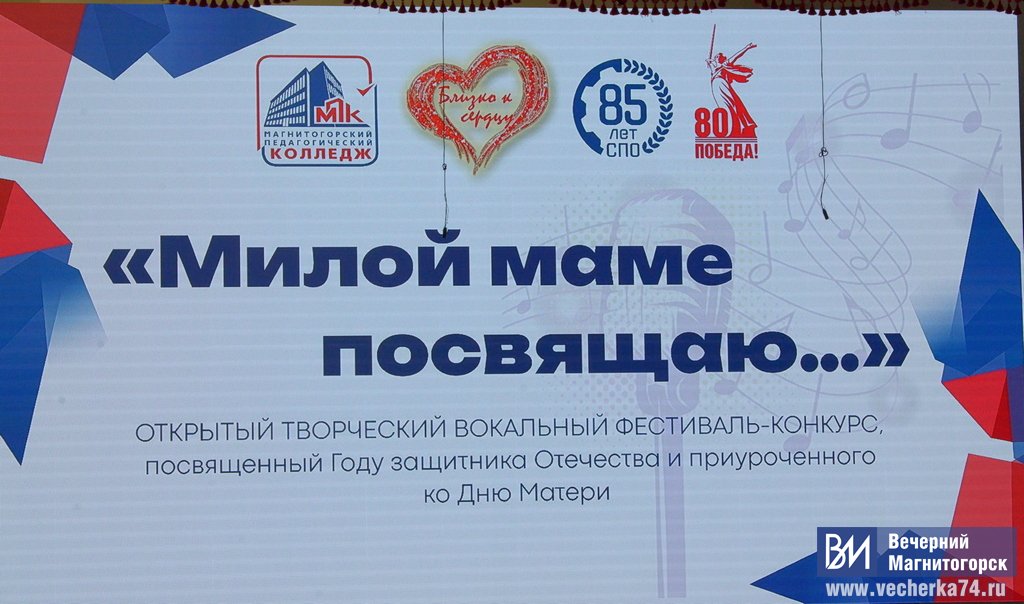 МПК
МАГНИТОГОРСКИЙ
ПЕДАГОГИЧЕСКИЙ
КОЛЛЕДЖ
Близко к
сердцу
85
ЛЕТ
СПО
80
ПОБЕДА!
«Милой маме
посвящаю...»
ОТКРЫТЫЙ ТВОРЧЕСКИЙ ВОКАЛЬНЫЙ ФЕСТИВАЛЬ-КОНКУРС,
посвященный Году защитника Отечества и приуроченного
ко Дню Матери
ВМ
Вечерний
Магнитогорск
www.vecherka74.ru